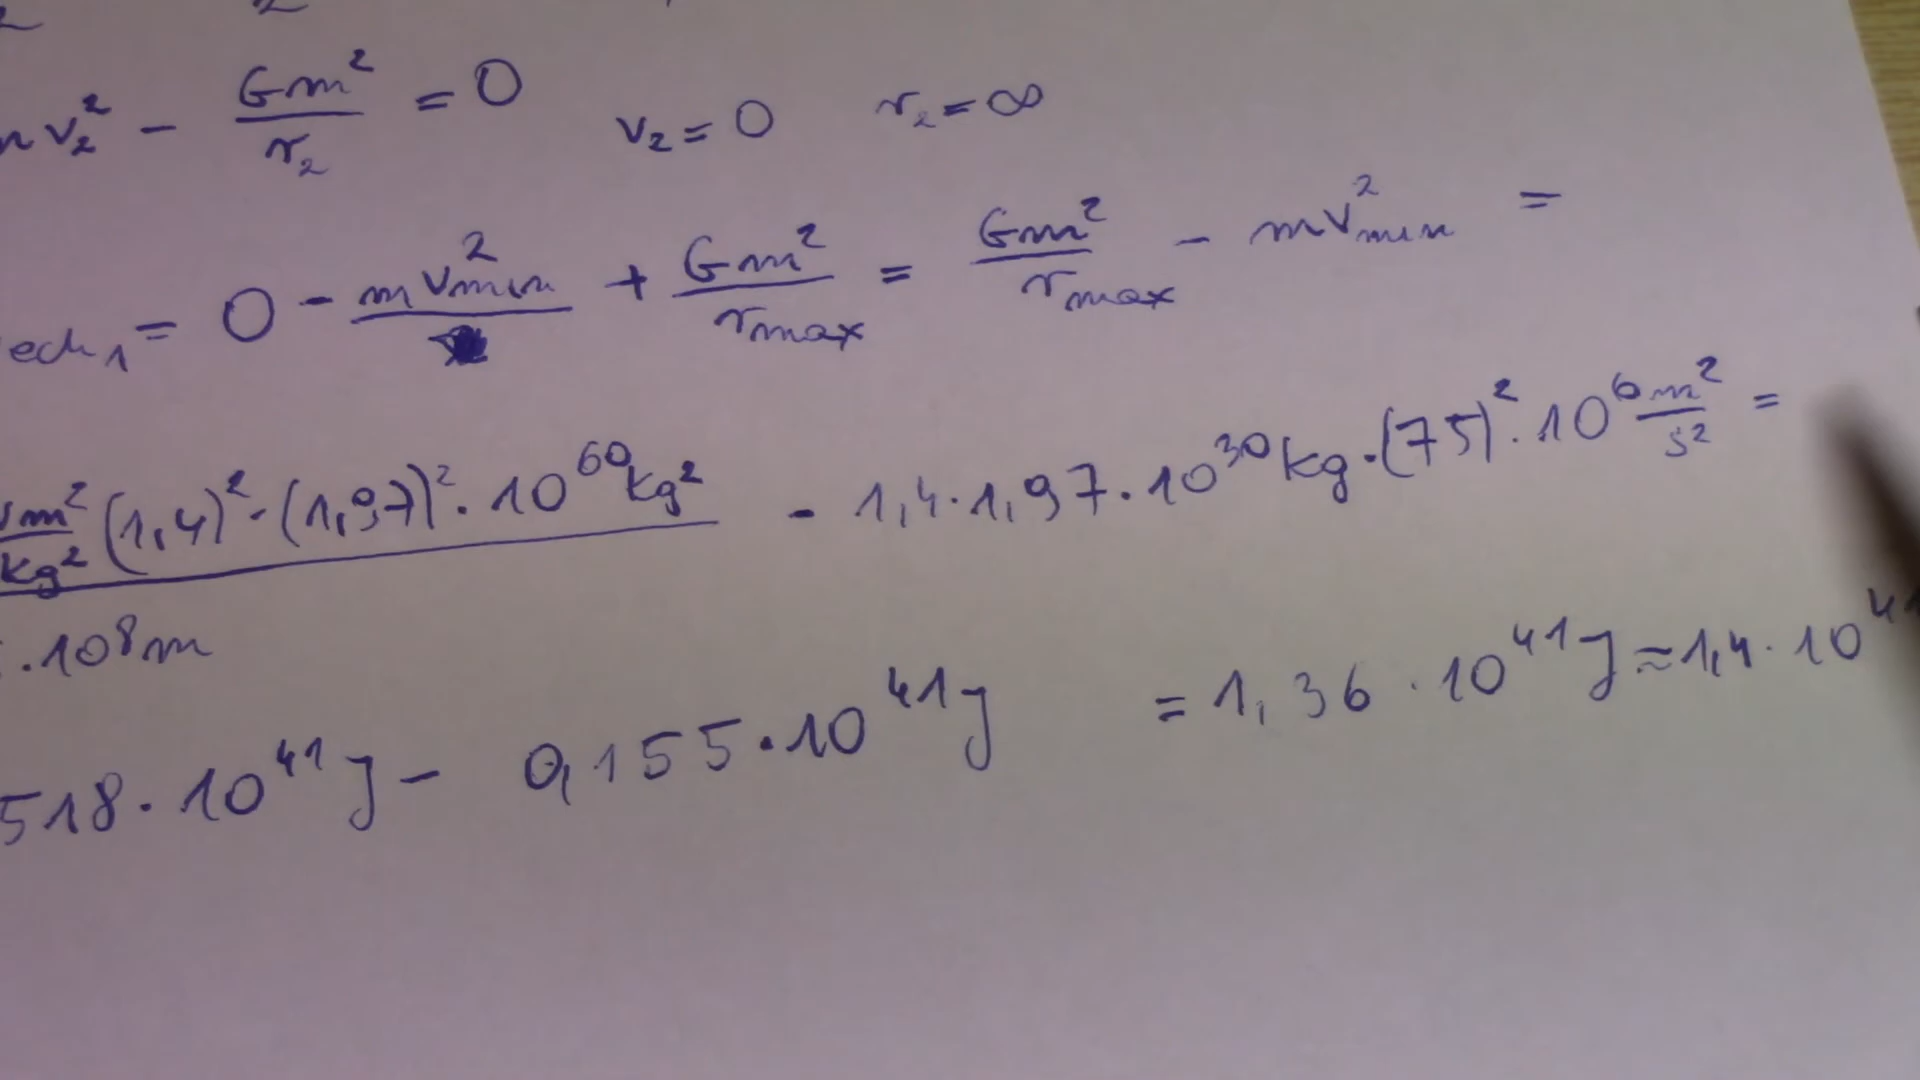 mv₂² - Gm²/r₂ = 0 v₂ = 0 r₂ = ∞
ech₁ = 0 - mv²min/ + Gm²/rmax = Gm²/rmax - mv²min =
m²/kg² (1,4)² · (1,97)² · 10⁶⁰ kg² - 1,4 · 1,97 · 10³⁰ kg · (75)² · 10⁶ m²/s² =
· 10⁸ m
518 · 10⁴¹ J - 0,155 · 10⁴¹ J = 1,36 · 10⁴¹ J ≈ 1,4 · 10⁴¹